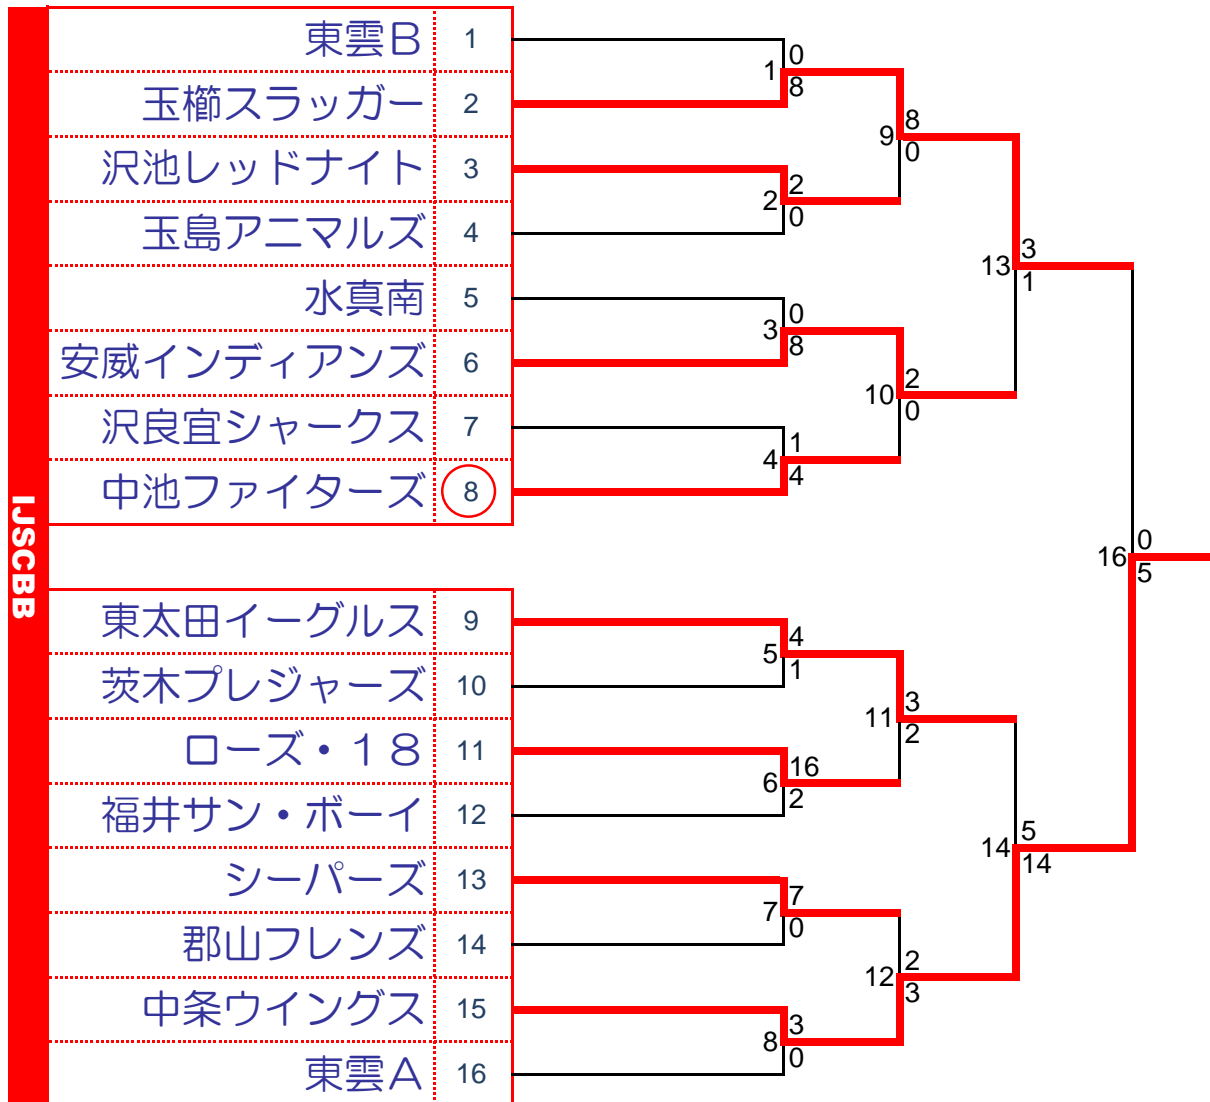 IJSCBB
東雲Ｂ 1
玉櫛スラッガー 2
沢池レッドナイト 3
玉島アニマルズ 4
水真南 5
安威インディアンズ 6
沢良宜シャークス 7
中池ファイターズ 8
東太田イーグルス 9
茨木プレジャーズ 10
ローズ・１８ 11
福井サン・ボーイ 12
シーパーズ 13
郡山フレンズ 14
中条ウイングス 15
東雲Ａ 16
1 0 8
2 2 0
3 0 8
4 1 4
5 4 1
6 16 2
7 7 0
8 3 0
9 8 0
10 2 0
11 3 2
12 2 3
13 3 1
14 5 14
16 0 5